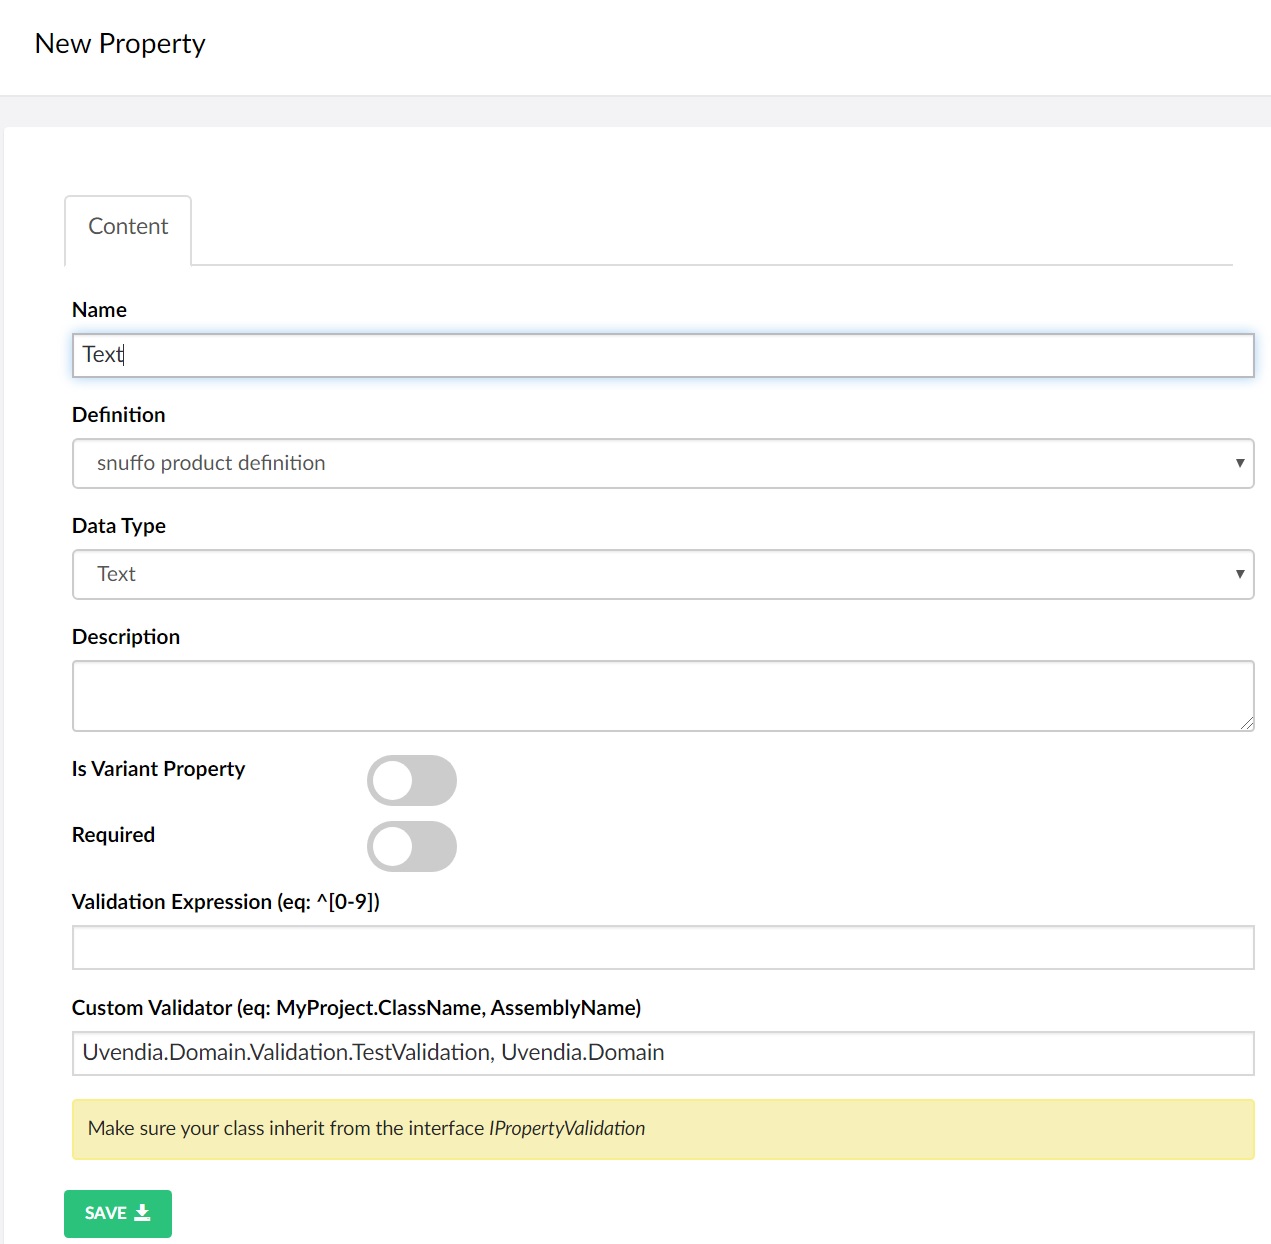 New Property
Content
Name
Text
Definition
snuffo product definition
Data Type
Text
Description
Is Variant Property
Required
Validation Expression (eq: ^[0-9])
Custom Validator (eq: MyProject.ClassName, AssemblyName)
Uvendia.Domain.Validation.TestValidation, Uvendia.Domain
Make sure your class inherit from the interface IPropertyValidation
SAVE